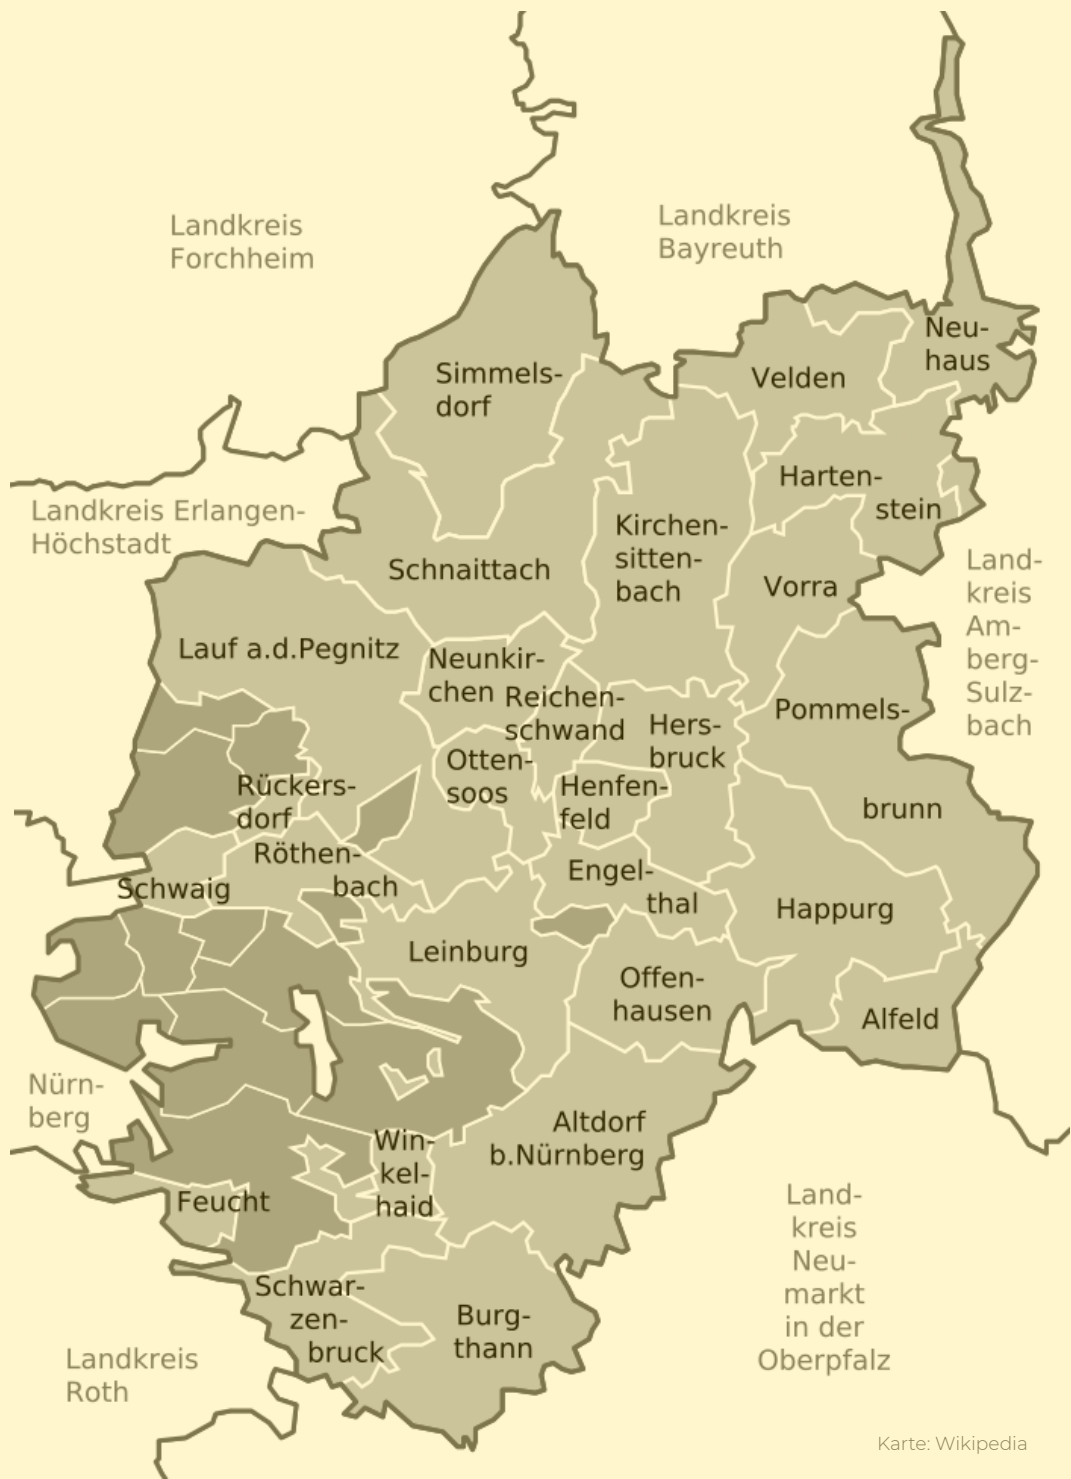 Landkreis
Forchheim
Landkreis
Bayreuth
Neu-
haus
Simmels-
dorf
Velden
Harten-
stein
Landkreis Erlangen-
Höchstadt
Kirchen-
sitten-
bach
Schnaittach
Vorra
Land-
kreis
Am-
berg-
Sulz-
bach
Lauf a.d.Pegnitz
Neunkir-
chen
Reichen-
schwand
Hers-
bruck
Pommels-
brunn
Otten-
soos
Henfen-
feld
Rückers-
dorf
Röthen-
bach
Schwaig
Engel-
thal
Happurg
Leinburg
Offen-
hausen
Alfeld
Nürn-
berg
Altdorf
b.Nürnberg
Win-
kel-
haid
Feucht
Land-
kreis
Neu-
markt
in der
Oberpfalz
Schwar-
zen-
bruck
Burg-
thann
Landkreis
Roth
Karte: Wikipedia